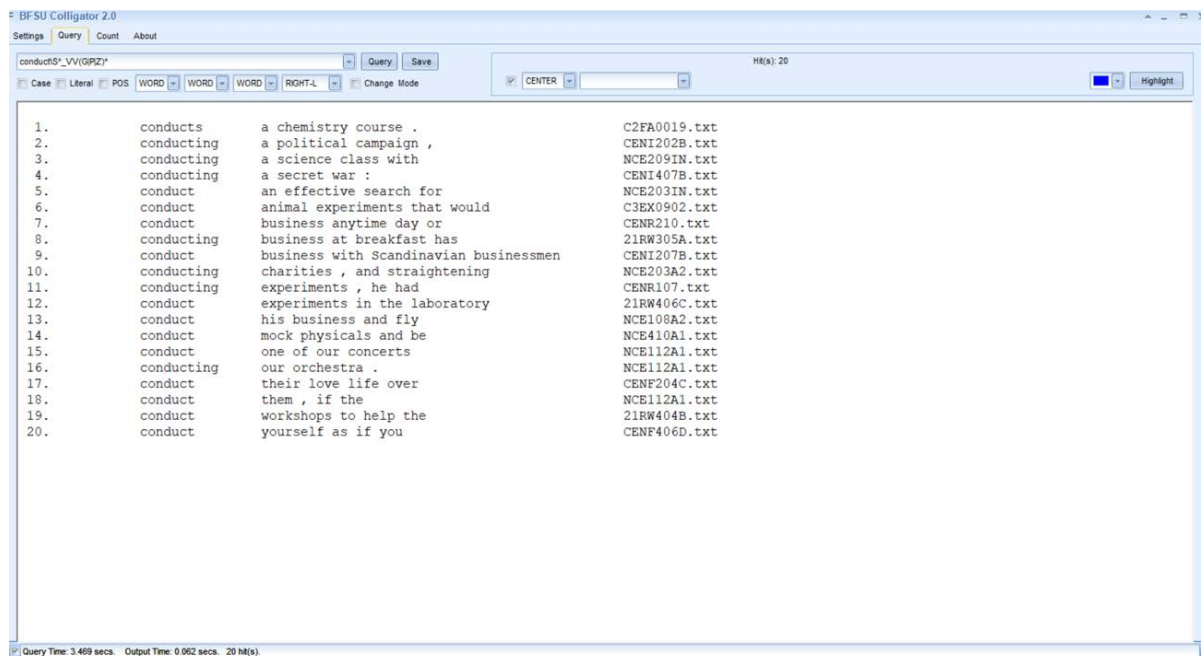 BFSU Colligator 2.0
Settings Query Count About
conduct\S*_VV(G|P|Z)* Query Save Hit(s): 20
Case Literal POS WORD WORD WORD RIGHT-L Change Mode CENTER Highlight
1. conducts a chemistry course . C2FA0019.txt
2. conducting a political campaign , CENI202B.txt
3. conducting a science class with NCE209IN.txt
4. conducting a secret war : CENI407B.txt
5. conduct an effective search for NCE203IN.txt
6. conduct animal experiments that would C3EX0902.txt
7. conduct business anytime day or CENR210.txt
8. conducting business at breakfast has 21RW305A.txt
9. conduct business with Scandinavian businessmen CENI207B.txt
10. conducting charities , and straightening NCE203A2.txt
11. conducting experiments , he had CENR107.txt
12. conduct experiments in the laboratory 21RW406C.txt
13. conduct his business and fly NCE108A2.txt
14. conduct mock physicals and be NCE410A1.txt
15. conduct one of our concerts NCE112A1.txt
16. conducting our orchestra . NCE112A1.txt
17. conduct their love life over CENF204C.txt
18. conduct them , if the NCE112A1.txt
19. conduct workshops to help the 21RW404B.txt
20. conduct yourself as if you CENF406D.txt
Query Time: 3.469 secs. Output Time: 0.062 secs. 20 hit(s).